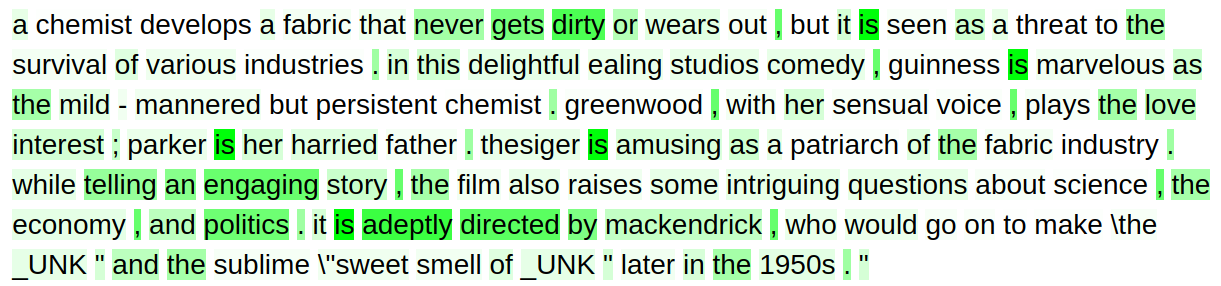 a chemist develops a fabric that never gets dirty or wears out , but it is seen as a threat to the
survival of various industries . in this delightful ealing studios comedy , guinness is marvelous as
the mild - mannered but persistent chemist . greenwood , with her sensual voice , plays the love
interest ; parker is her harried father . thesiger is amusing as a patriarch of the fabric industry .
while telling an engaging story , the film also raises some intriguing questions about science , the
economy , and politics . it is adeptly directed by mackendrick , who would go on to make \the
_UNK " and the sublime \"sweet smell of _UNK " later in the 1950s . "